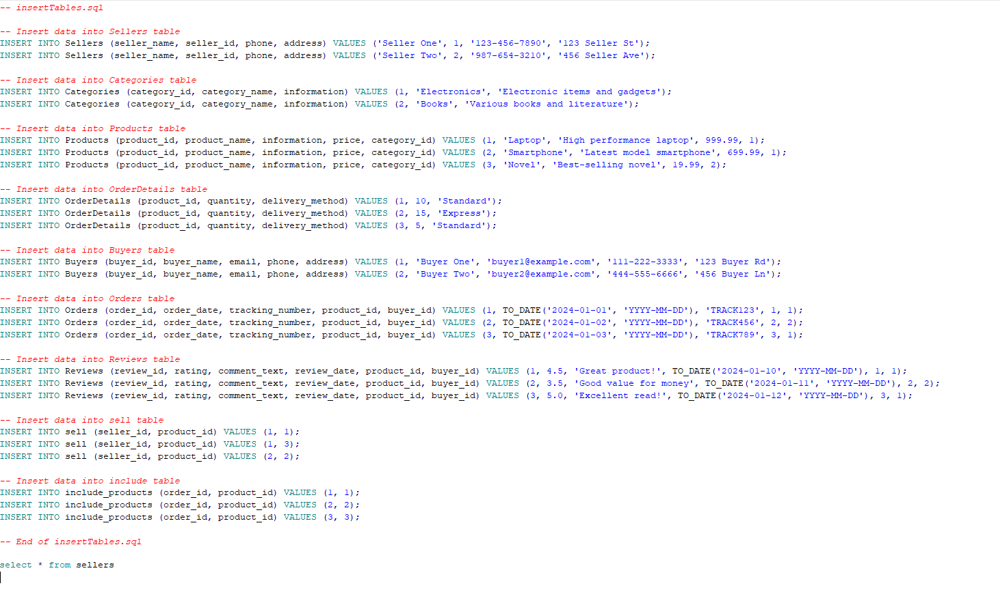 -- insertTables.sql
-- Insert data into Sellers table
INSERT INTO Sellers (seller_name, seller_id, phone, address) VALUES ('Seller One', 1, '123-456-7890', '123 Seller St');
INSERT INTO Sellers (seller_name, seller_id, phone, address) VALUES ('Seller Two', 2, '987-654-3210', '456 Seller Ave');
-- Insert data into Categories table
INSERT INTO Categories (category_id, category_name, information) VALUES (1, 'Electronics', 'Electronic items and gadgets');
INSERT INTO Categories (category_id, category_name, information) VALUES (2, 'Books', 'Various books and literature');
-- Insert data into Products table
INSERT INTO Products (product_id, product_name, information, price, category_id) VALUES (1, 'Laptop', 'High performance laptop', 999.99, 1);
INSERT INTO Products (product_id, product_name, information, price, category_id) VALUES (2, 'Smartphone', 'Latest model smartphone', 699.99, 1);
INSERT INTO Products (product_id, product_name, information, price, category_id) VALUES (3, 'Novel', 'Best-selling novel', 19.99, 2);
-- Insert data into OrderDetails table
INSERT INTO OrderDetails (product_id, quantity, delivery_method) VALUES (1, 10, 'Standard');
INSERT INTO OrderDetails (product_id, quantity, delivery_method) VALUES (2, 15, 'Express');
INSERT INTO OrderDetails (product_id, quantity, delivery_method) VALUES (3, 5, 'Standard');
-- Insert data into Buyers table
INSERT INTO Buyers (buyer_id, buyer_name, email, phone, address) VALUES (1, 'Buyer One', 'buyer1@example.com', '111-222-3333', '123 Buyer Rd');
INSERT INTO Buyers (buyer_id, buyer_name, email, phone, address) VALUES (2, 'Buyer Two', 'buyer2@example.com', '444-555-6666', '456 Buyer Ln');
-- Insert data into Orders table
INSERT INTO Orders (order_id, order_date, tracking_number, product_id, buyer_id) VALUES (1, TO_DATE('2024-01-01', 'YYYY-MM-DD'), 'TRACK123', 1, 1);
INSERT INTO Orders (order_id, order_date, tracking_number, product_id, buyer_id) VALUES (2, TO_DATE('2024-01-02', 'YYYY-MM-DD'), 'TRACK456', 2, 2);
INSERT INTO Orders (order_id, order_date, tracking_number, product_id, buyer_id) VALUES (3, TO_DATE('2024-01-03', 'YYYY-MM-DD'), 'TRACK789', 3, 1);
-- Insert data into Reviews table
INSERT INTO Reviews (review_id, rating, comment_text, review_date, product_id, buyer_id) VALUES (1, 4.5, 'Great product!', TO_DATE('2024-01-10', 'YYYY-MM-DD'), 1, 1);
INSERT INTO Reviews (review_id, rating, comment_text, review_date, product_id, buyer_id) VALUES (2, 3.5, 'Good value for money', TO_DATE('2024-01-11', 'YYYY-MM-DD'), 2, 2);
INSERT INTO Reviews (review_id, rating, comment_text, review_date, product_id, buyer_id) VALUES (3, 5.0, 'Excellent read!', TO_DATE('2024-01-12', 'YYYY-MM-DD'), 3, 1);
-- Insert data into sell table
INSERT INTO sell (seller_id, product_id) VALUES (1, 1);
INSERT INTO sell (seller_id, product_id) VALUES (1, 3);
INSERT INTO sell (seller_id, product_id) VALUES (2, 2);
-- Insert data into include table
INSERT INTO include_products (order_id, product_id) VALUES (1, 1);
INSERT INTO include_products (order_id, product_id) VALUES (2, 2);
INSERT INTO include_products (order_id, product_id) VALUES (3, 3);
-- End of insertTables.sql
select * from sellers